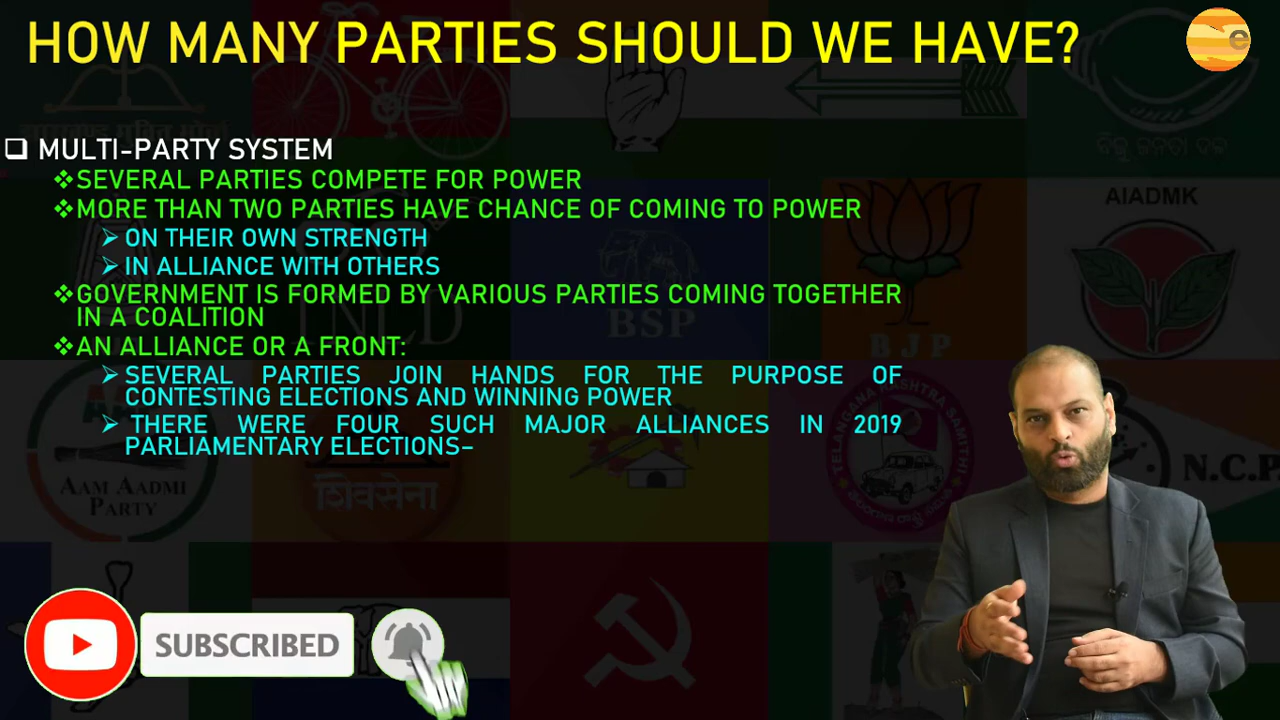 HOW MANY PARTIES SHOULD WE HAVE?
e
MULTI-PARTY SYSTEM
SEVERAL PARTIES COMPETE FOR POWER
MORE THAN TWO PARTIES HAVE CHANCE OF COMING TO POWER
ON THEIR OWN STRENGTH
IN ALLIANCE WITH OTHERS
GOVERNMENT IS FORMED BY VARIOUS PARTIES COMING TOGETHER
IN A COALITION
AN ALLIANCE OR A FRONT:
SEVERAL PARTIES JOIN HANDS FOR THE PURPOSE OF
CONTESTING ELECTIONS AND WINNING POWER
THERE WERE FOUR SUCH MAJOR ALLIANCES IN 2019
PARLIAMENTARY ELECTIONS–
AIADMK
BSP
BJP
AAM AADMI
PARTY
शिवसेना
TELANGANA RASHTRA SAMITHI
N.C.P
SUBSCRIBED